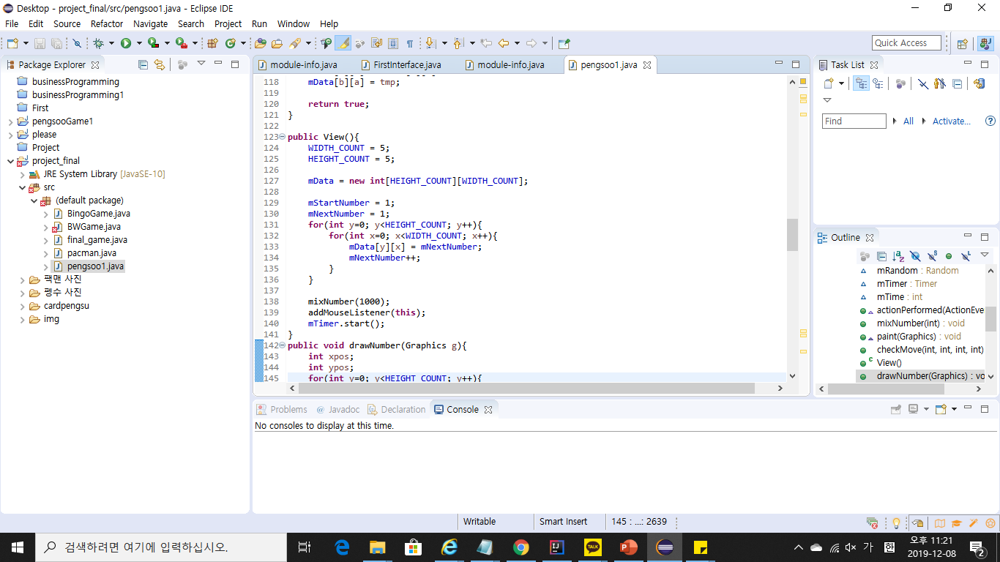 Desktop - project_final/src/pengsoo1.java - Eclipse IDE
File Edit Source Refactor Navigate Search Project Run Window Help
Quick Access
Package Explorer
businessProgramming
businessProgramming1
First
pengsooGame1
please
Project
project_final
JRE System Library [JavaSE-10]
src
(default package)
BingoGame.java
BWGame.java
final_game.java
pacman.java
pengsoo1.java
팩맨 사진
펭수 사진
cardpengsu
img
module-info.java FirstInterface.java module-info.java pengsoo1.java
118 mData[b][a] = tmp;
119
120 return true;
121 }
122
123 public View(){
124 WIDTH_COUNT = 5;
125 HEIGHT_COUNT = 5;
126
127 mData = new int[HEIGHT_COUNT][WIDTH_COUNT];
128
129 mStartNumber = 1;
130 mNextNumber = 1;
131 for(int y=0; y<HEIGHT_COUNT; y++){
132 for(int x=0; x<WIDTH_COUNT; x++){
133 mData[y][x] = mNextNumber;
134 mNextNumber++;
135 }
136 }
137
138 mixNumber(1000);
139 addMouseListener(this);
140 mTimer.start();
141 }
142 public void drawNumber(Graphics g){
143 int xpos;
144 int ypos;
145 for(int y=0; y<HEIGHT_COUNT; y++){
Task List
Find All Activate...
Outline
mRandom : Random
mTimer : Timer
mTime : int
actionPerformed(ActionEve
mixNumber(int) : void
paint(Graphics) : void
checkMove(int, int, int, int)
View()
drawNumber(Graphics) : vo
Problems Javadoc Declaration Console
No consoles to display at this time.
Writable Smart Insert 145 : ...: 2639
검색하려면 여기에 입력하십시오.
TALK
가 한
오후 11:21
2019-12-08
2